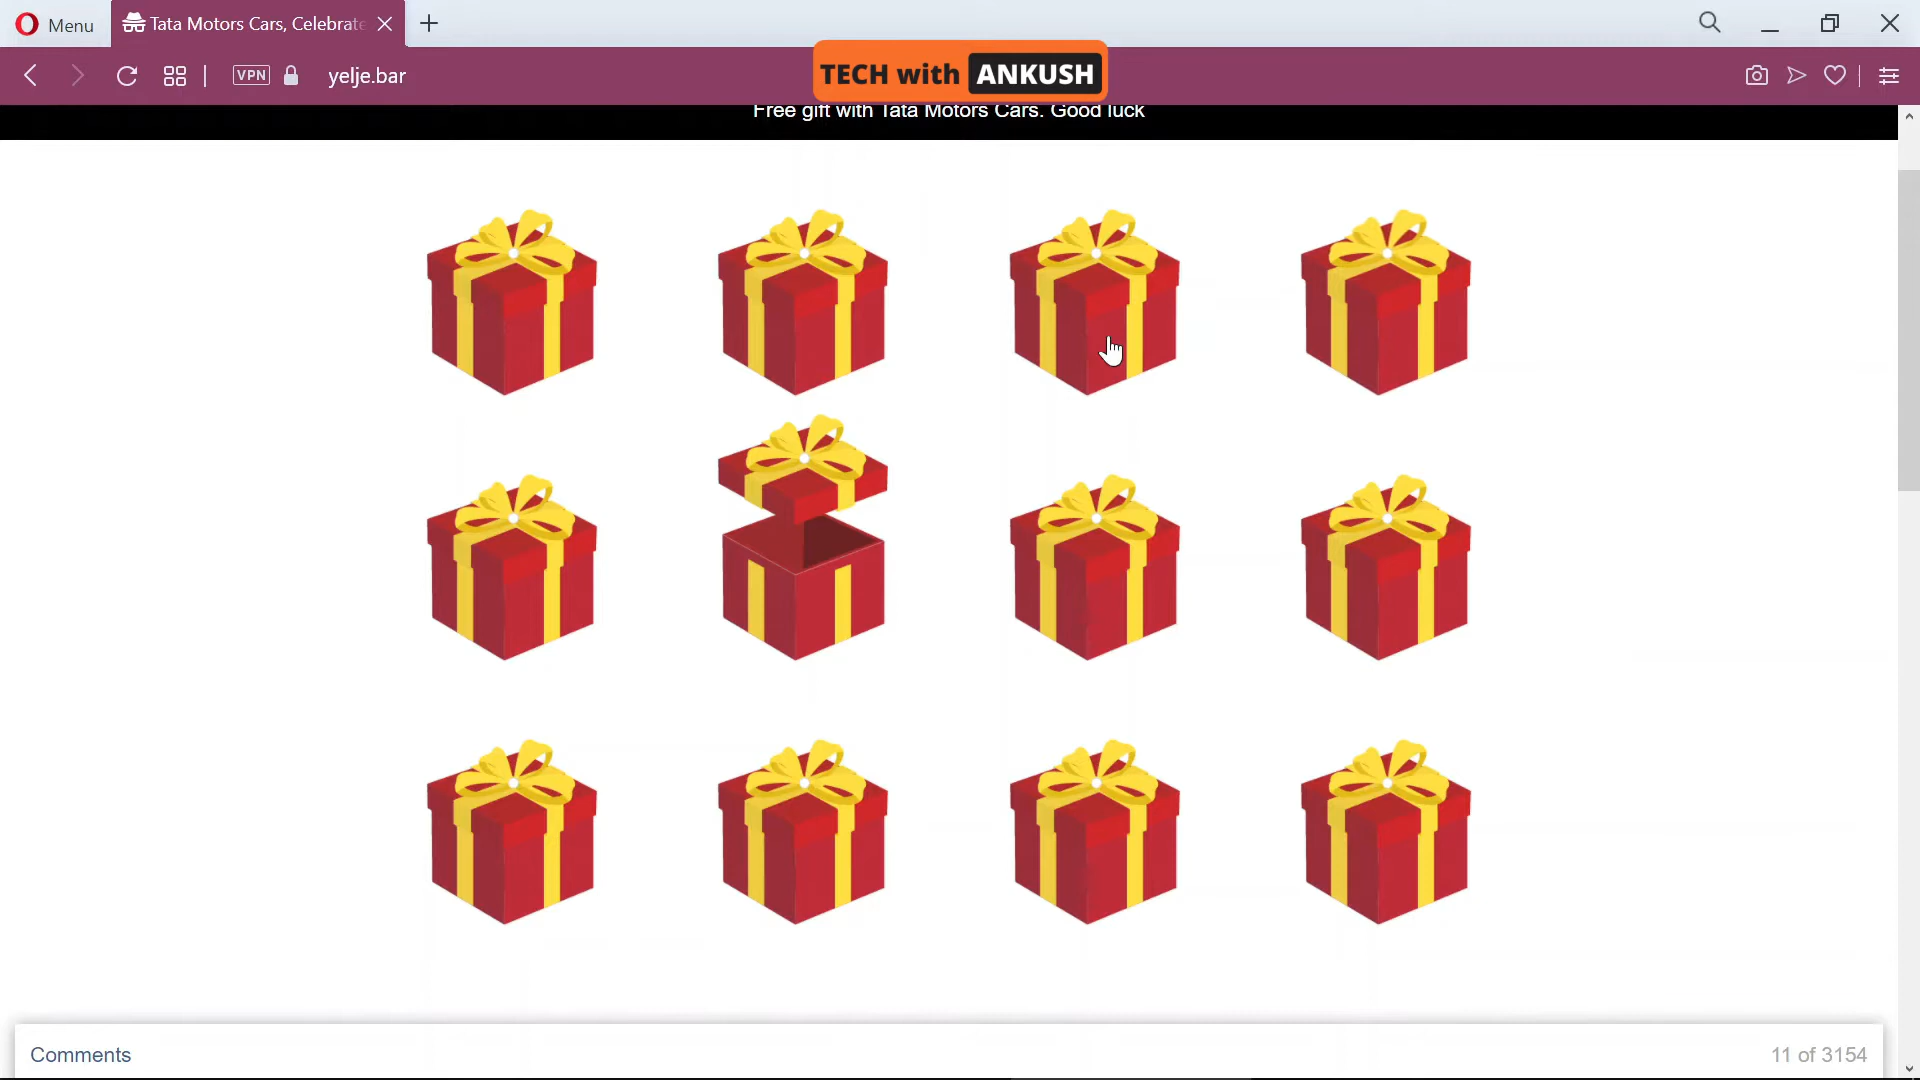 Menu
Tata Motors Cars, Celebrate
VPN
yelje.bar
TECH with ANKUSH
Free gift with Tata Motors Cars. Good luck
Comments
11 of 3154